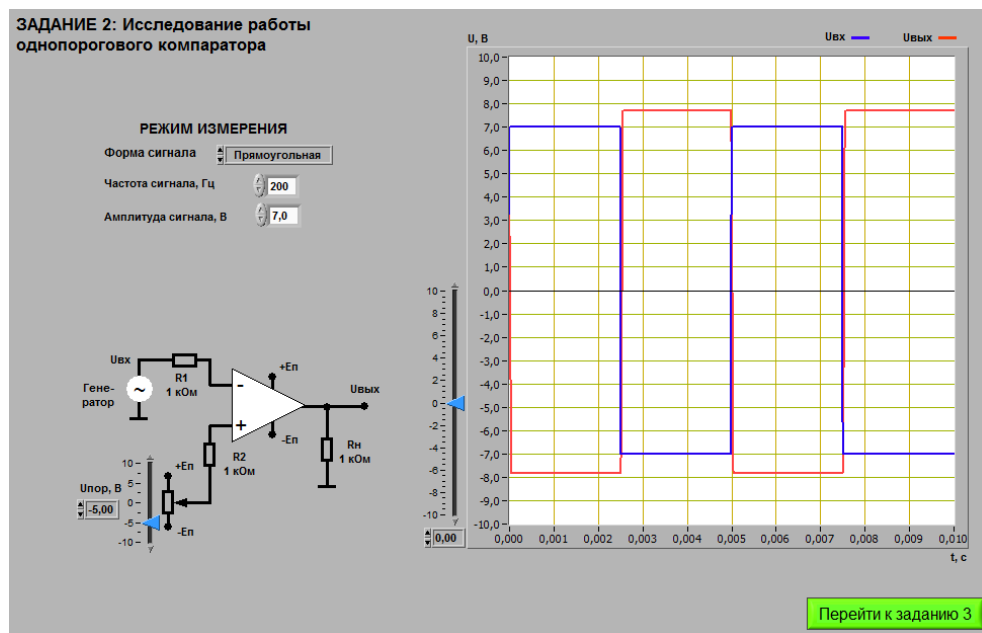 ЗАДАНИЕ 2: Исследование работы
однопорогового компаратора
РЕЖИМ ИЗМЕРЕНИЯ
Форма сигнала Прямоугольная
Частота сигнала, Гц 200
Амплитуда сигнала, В 7,0
Uвх
R1
1 кОм
Гене-
ратор
~
-
+
+Еп
-Еп
Uвых
Rн
1 кОм
R2
1 кОм
+Еп
-Еп
Uпор, В
-5,00
10
5
0
-5
-10
10
8
6
4
2
0
-2
-4
-6
-8
-10
0,00
U, В
Uвх Uвых
10,0
9,0
8,0
7,0
6,0
5,0
4,0
3,0
2,0
1,0
0,0
-1,0
-2,0
-3,0
-4,0
-5,0
-6,0
-7,0
-8,0
-9,0
-10,0
0,000 0,001 0,002 0,003 0,004 0,005 0,006 0,007 0,008 0,009 0,010
t, с
Перейти к заданию 3